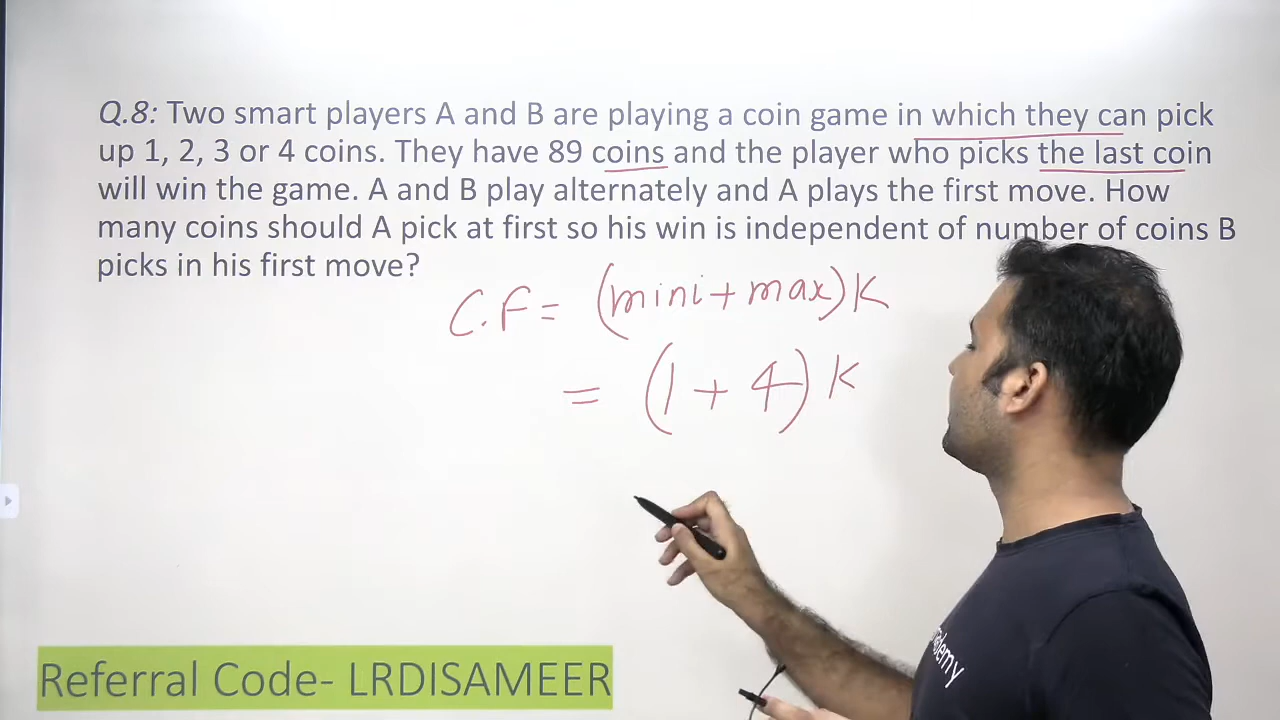 Q.8: Two smart players A and B are playing a coin game in which they can pick
up 1, 2, 3 or 4 coins. They have 89 coins and the player who picks the last coin
will win the game. A and B play alternately and A plays the first move. How
many coins should A pick at first so his win is independent of number of coins B
picks in his first move?
C.F = (mini + max) K
= (1 + 4) K
Referral Code- LRDISAMEER